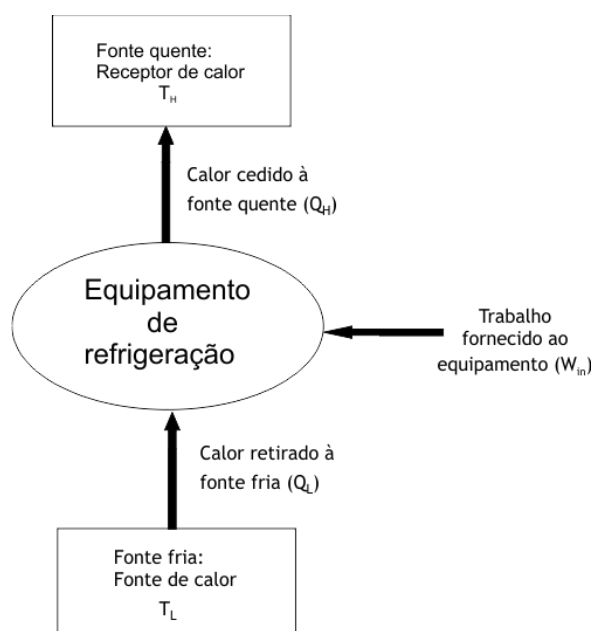 Fonte quente:
Receptor de calor
T_H
Calor cedido à
fonte quente (Q_H)
Equipamento
de
refrigeração
Trabalho
fornecido ao
equipamento (W_in)
Calor retirado à
fonte fria (Q_L)
Fonte fria:
Fonte de calor
T_L